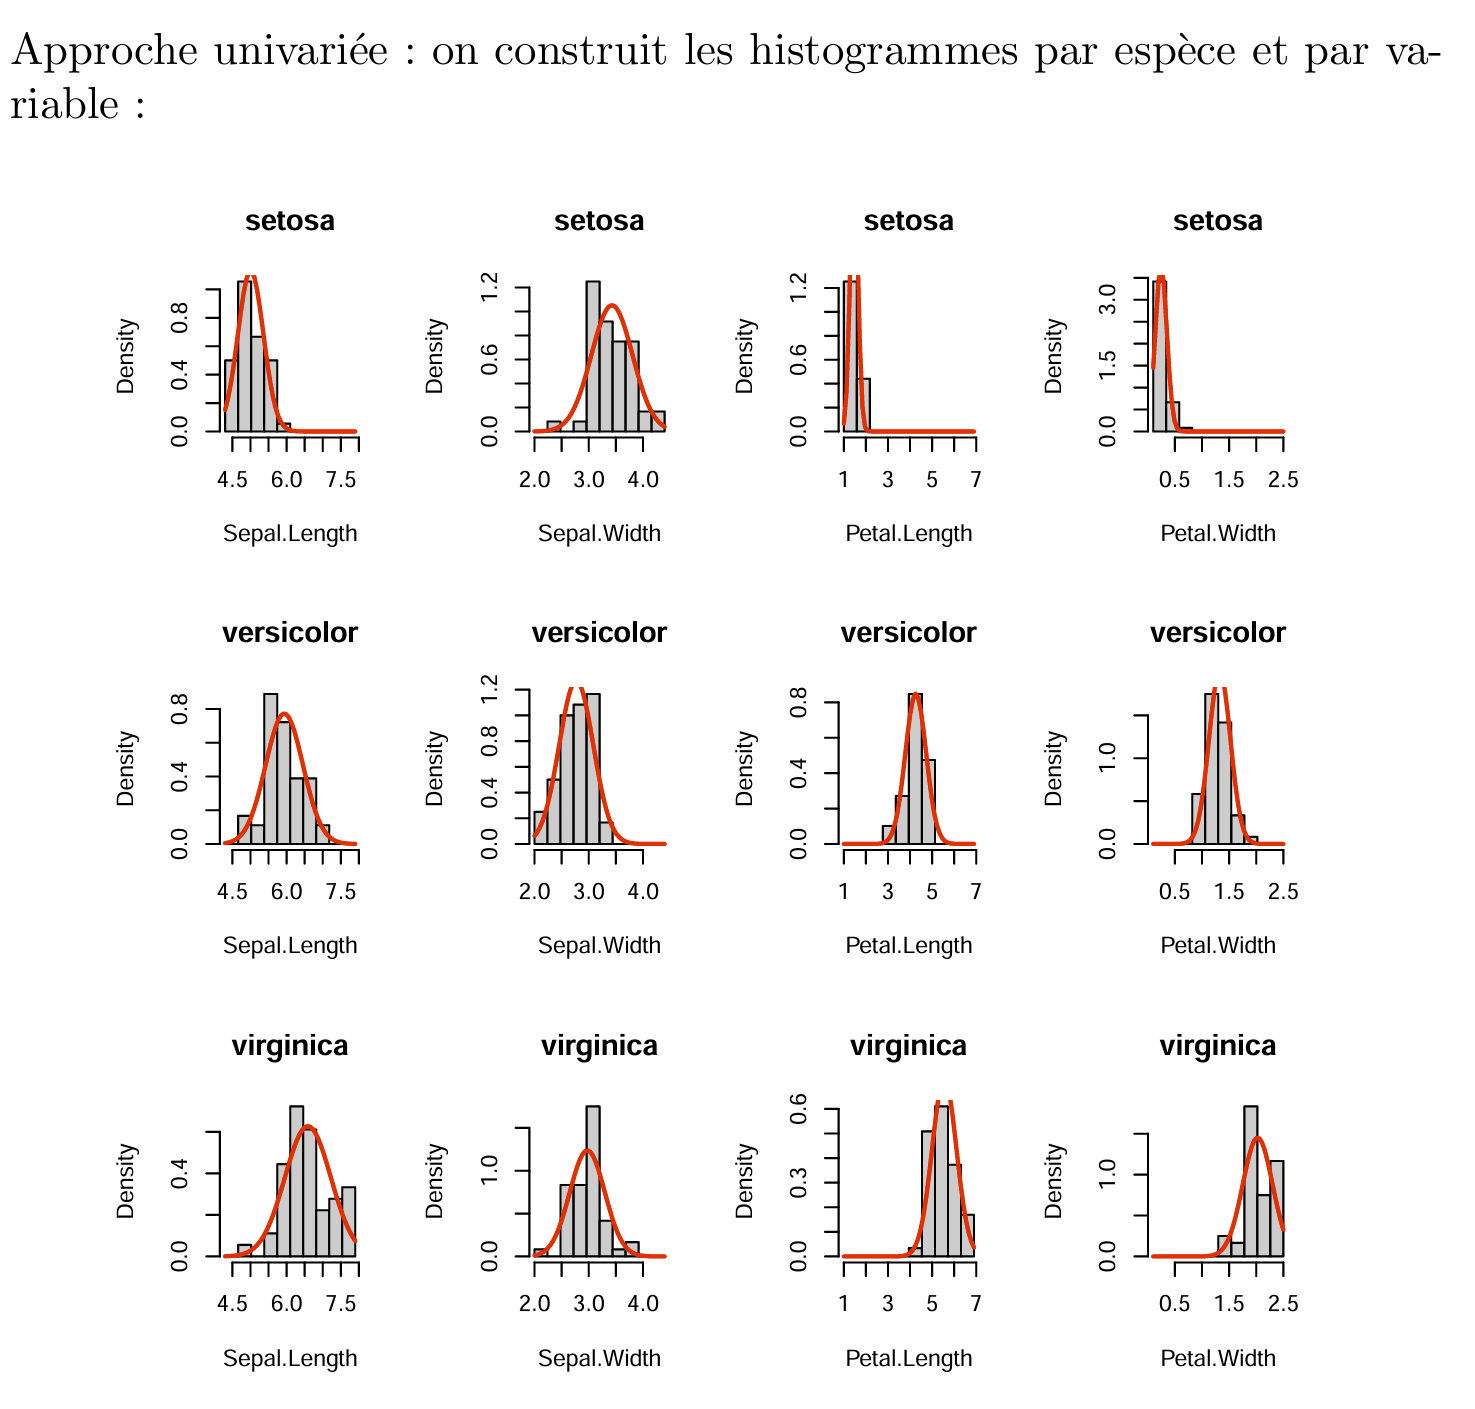 Approche univariée : on construit les histogrammes par espèce et par va-
riable :
setosa setosa setosa setosa
Density 0.0 0.4 0.8 Density 0.0 0.6 1.2 Density 0.0 0.6 1.2 Density 0.0 1.5 3.0
4.5 6.0 7.5 2.0 3.0 4.0 1 3 5 7 0.5 1.5 2.5
Sepal.Length Sepal.Width Petal.Length Petal.Width
versicolor versicolor versicolor versicolor
Density 0.0 0.4 0.8 Density 0.0 0.4 0.8 1.2 Density 0.0 0.4 0.8 Density 0.0 1.0
4.5 6.0 7.5 2.0 3.0 4.0 1 3 5 7 0.5 1.5 2.5
Sepal.Length Sepal.Width Petal.Length Petal.Width
virginica virginica virginica virginica
Density 0.0 0.4 Density 0.0 1.0 Density 0.0 0.3 0.6 Density 0.0 1.0
4.5 6.0 7.5 2.0 3.0 4.0 1 3 5 7 0.5 1.5 2.5
Sepal.Length Sepal.Width Petal.Length Petal.Width